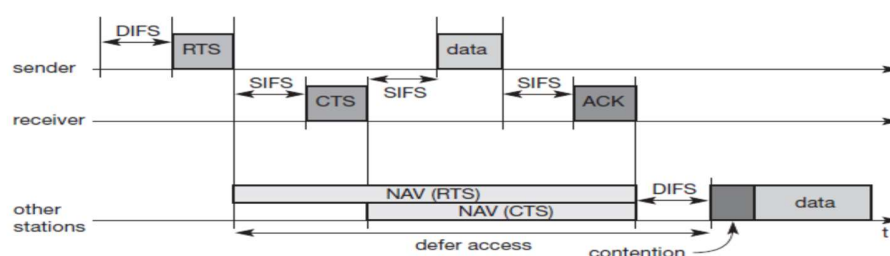 DIFS
RTS
data
sender
SIFS
SIFS
SIFS
CTS
ACK
receiver
NAV (RTS)
DIFS
NAV (CTS)
data
other
stations
defer access
t
contention